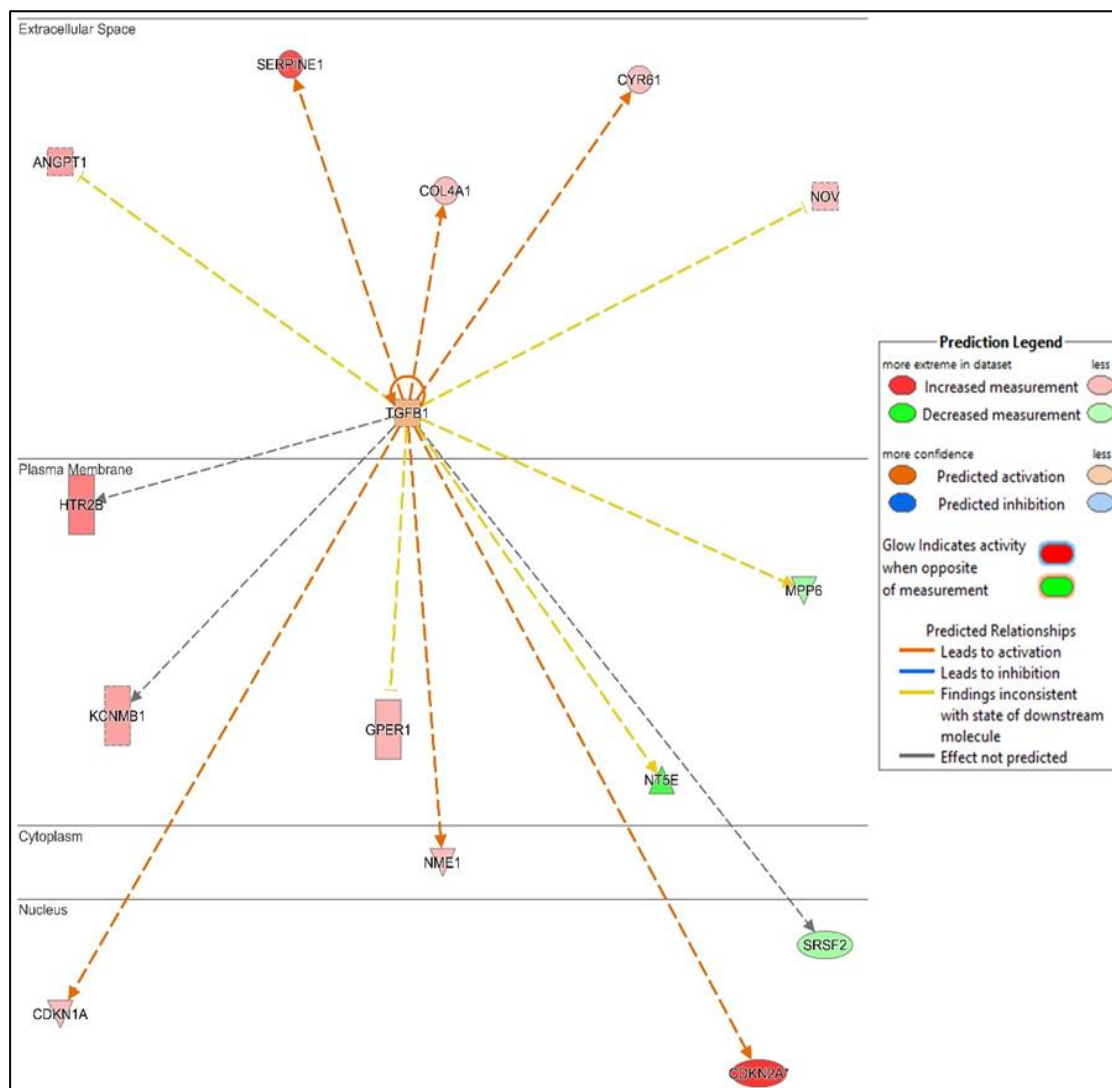 Extracellular Space
SERPINE1
CYR61
ANGPT1
COL4A1
NOV
TGFB1
Plasma Membrane
HTR2B
MPP6
KCNMB1
GPER1
NT5E
Cytoplasm
NME1
Nucleus
SRSF2
CDKN1A
CDKN2A*
Prediction Legend
more extreme in dataset less
Increased measurement
Decreased measurement
more confidence less
Predicted activation
Predicted inhibition
Glow Indicates activity
when opposite
of measurement
Predicted Relationships
Leads to activation
Leads to inhibition
Findings inconsistent
with state of downstream
molecule
Effect not predicted